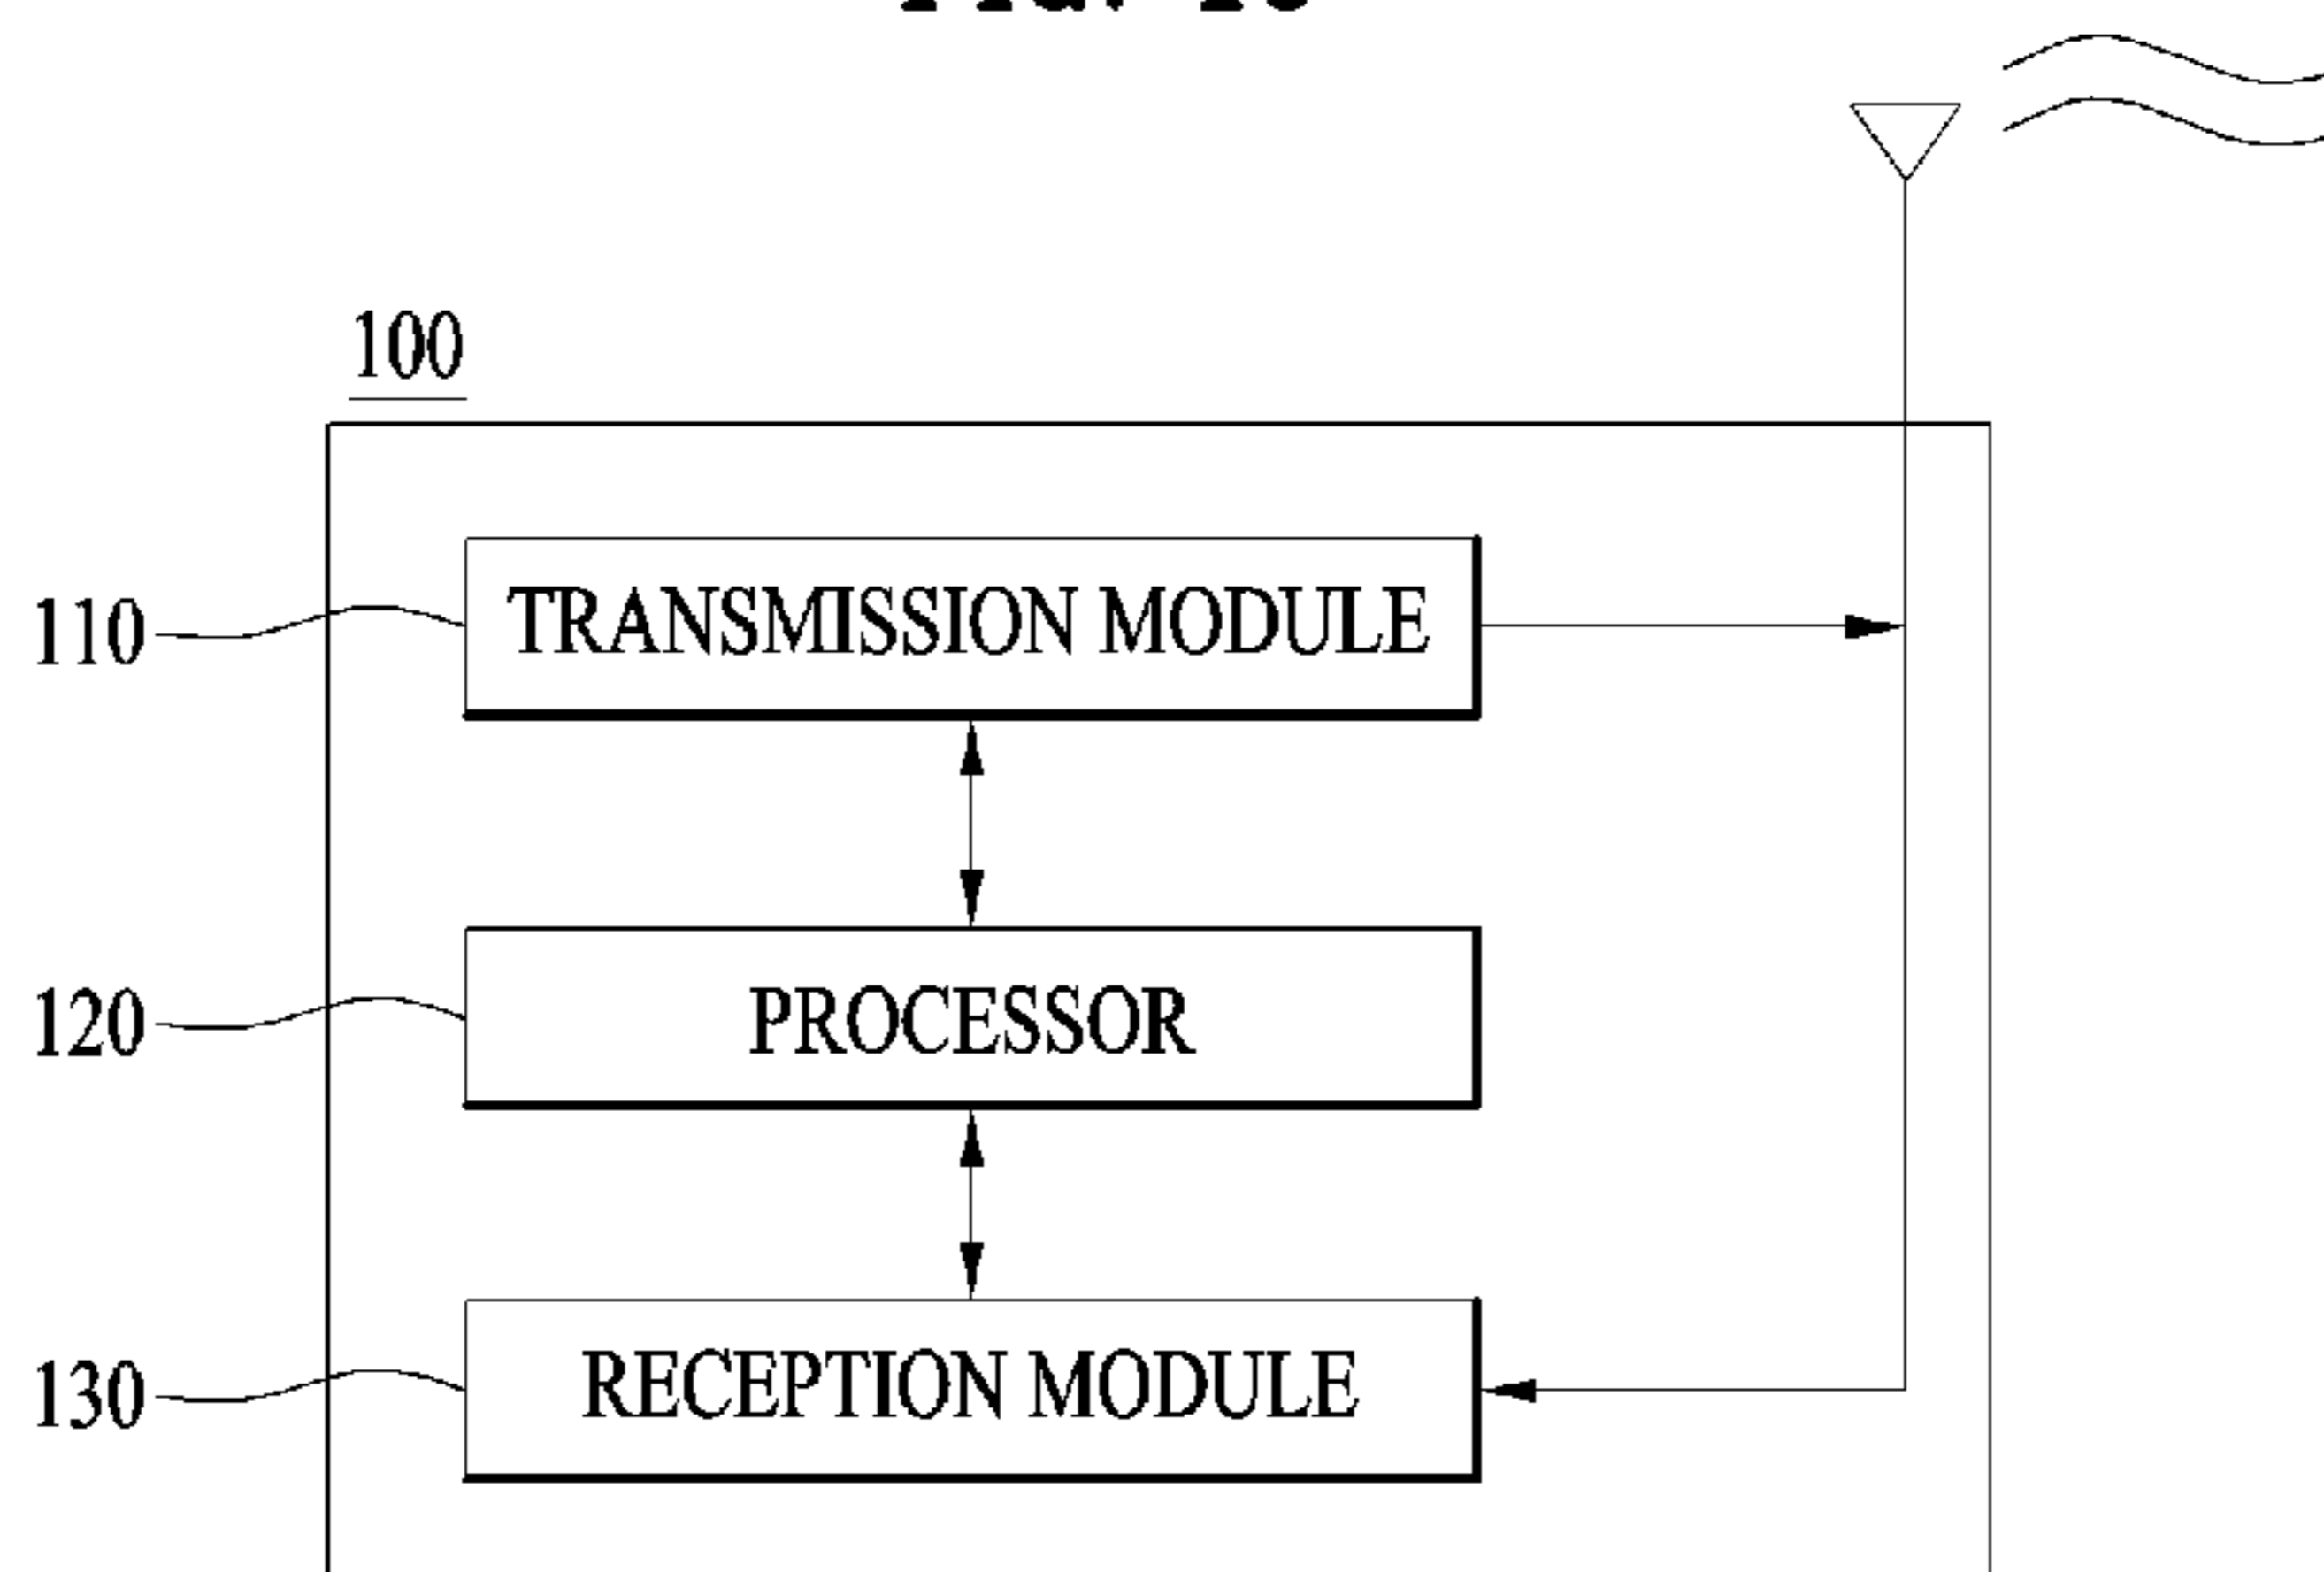 100
110 TRANSMISSION MODULE
120 PROCESSOR
130 RECEPTION MODULE